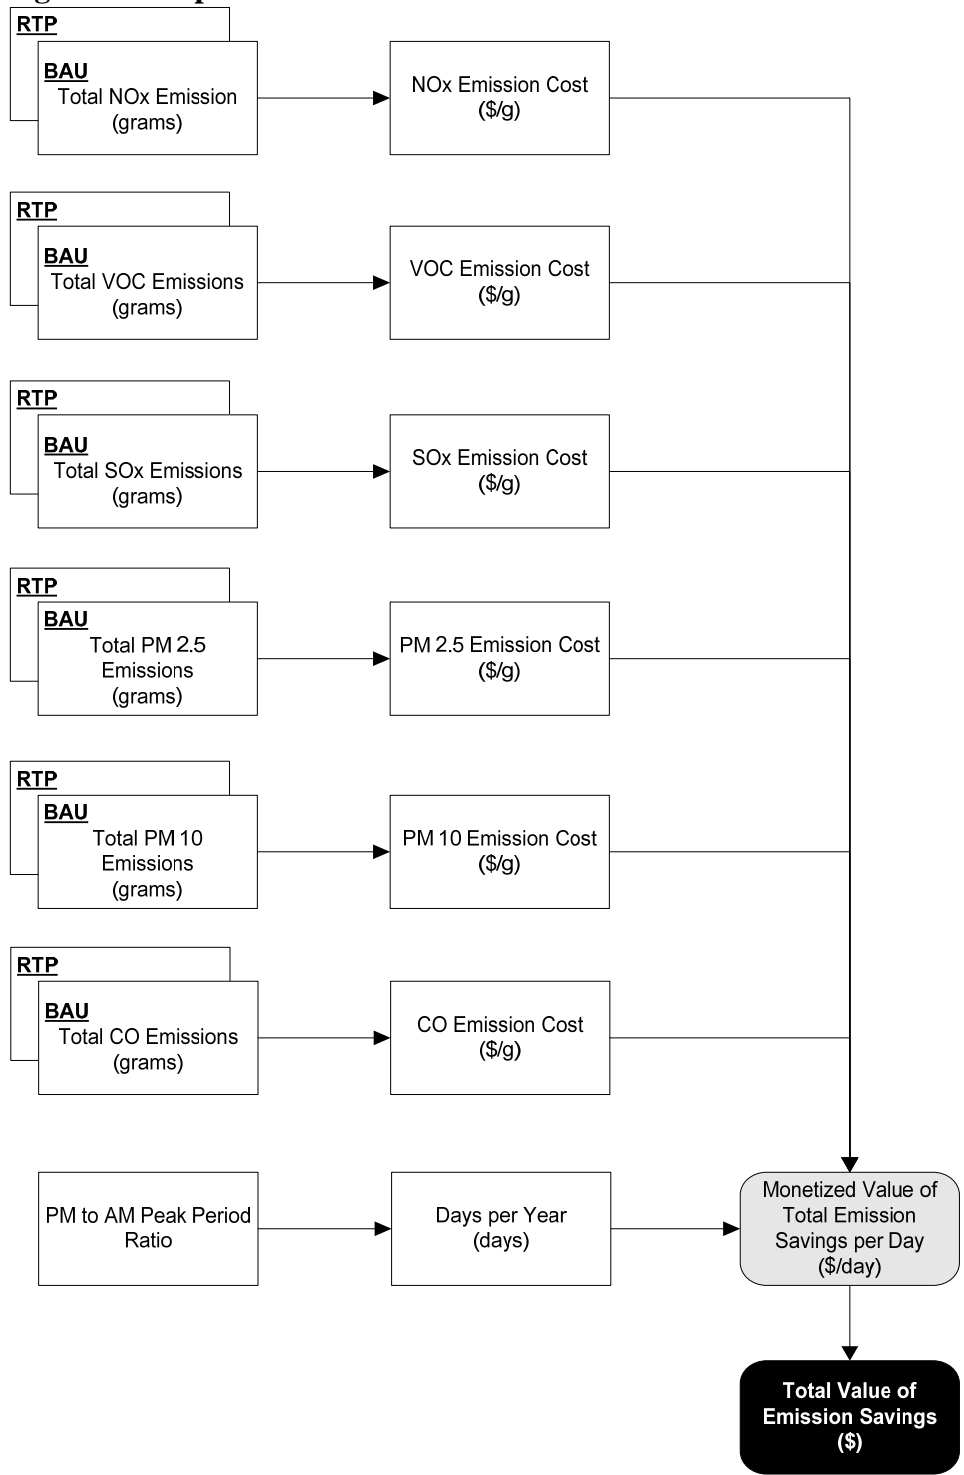 RTP
BAU
Total NOx Emission
(grams)
NOx Emission Cost
($/g)
RTP
BAU
Total VOC Emissions
(grams)
VOC Emission Cost
($/g)
RTP
BAU
Total SOx Emissions
(grams)
SOx Emission Cost
($/g)
RTP
BAU
Total PM 2.5
Emissions
(grams)
PM 2.5 Emission Cost
($/g)
RTP
BAU
Total PM 10
Emissions
(grams)
PM 10 Emission Cost
($/g)
RTP
BAU
Total CO Emissions
(grams)
CO Emission Cost
($/g)
PM to AM Peak Period
Ratio
Days per Year
(days)
Monetized Value of
Total Emission
Savings per Day
($/day)
Total Value of
Emission Savings
($)